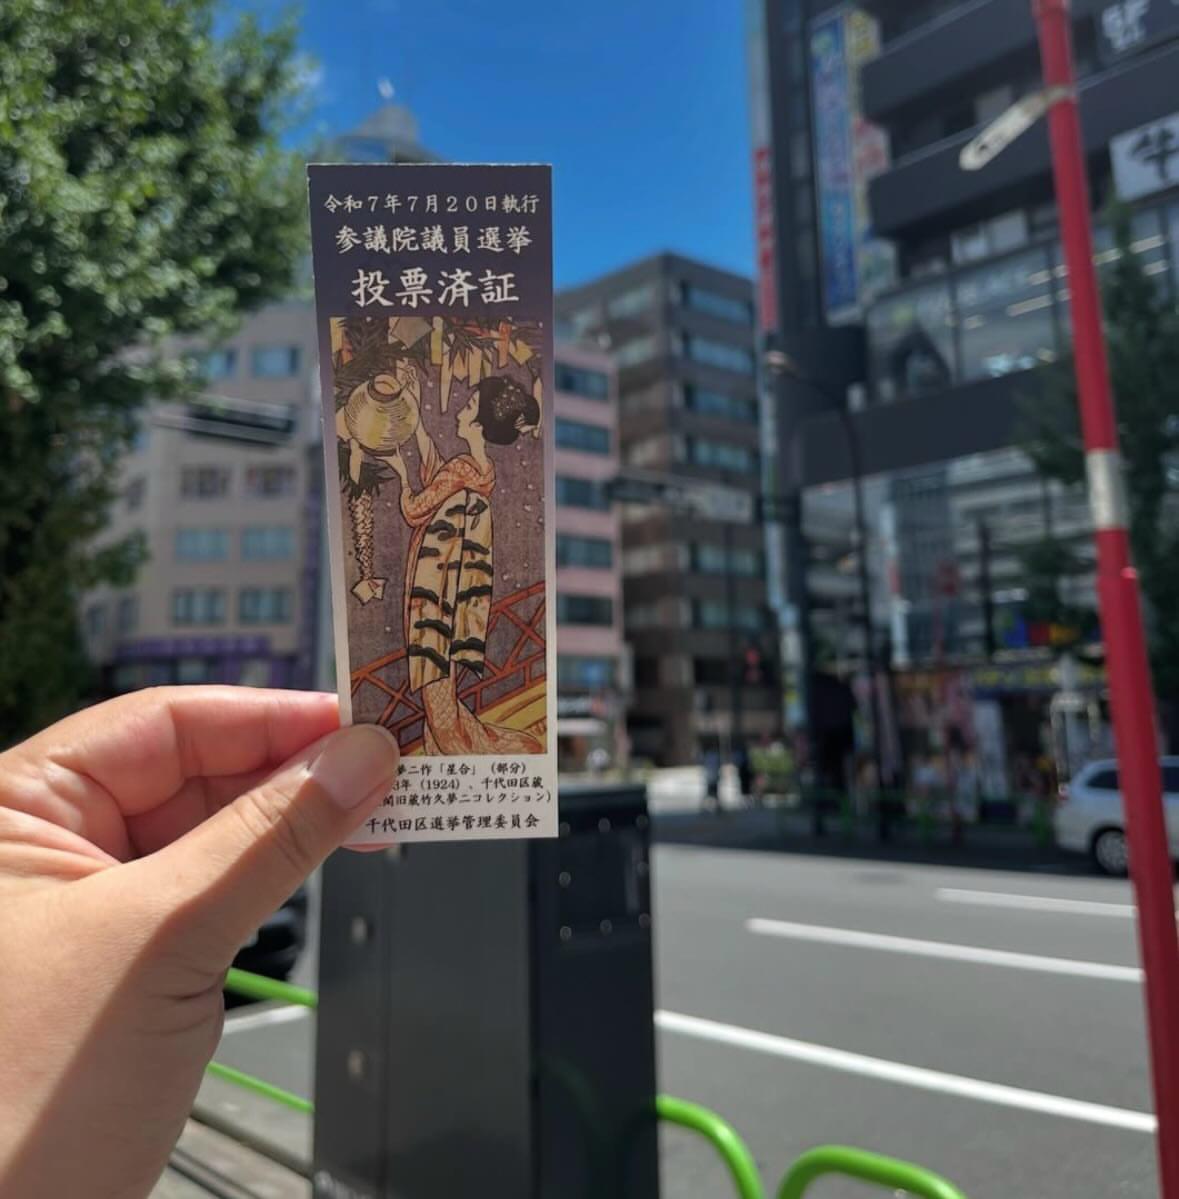 令和7年7月20日執行
参議院議員選挙
投票済証
夢二作「星合」（部分）
3年（1924）、千代田区蔵
旧蔵竹久夢二コレクション）
千代田区選挙管理委員会
牛